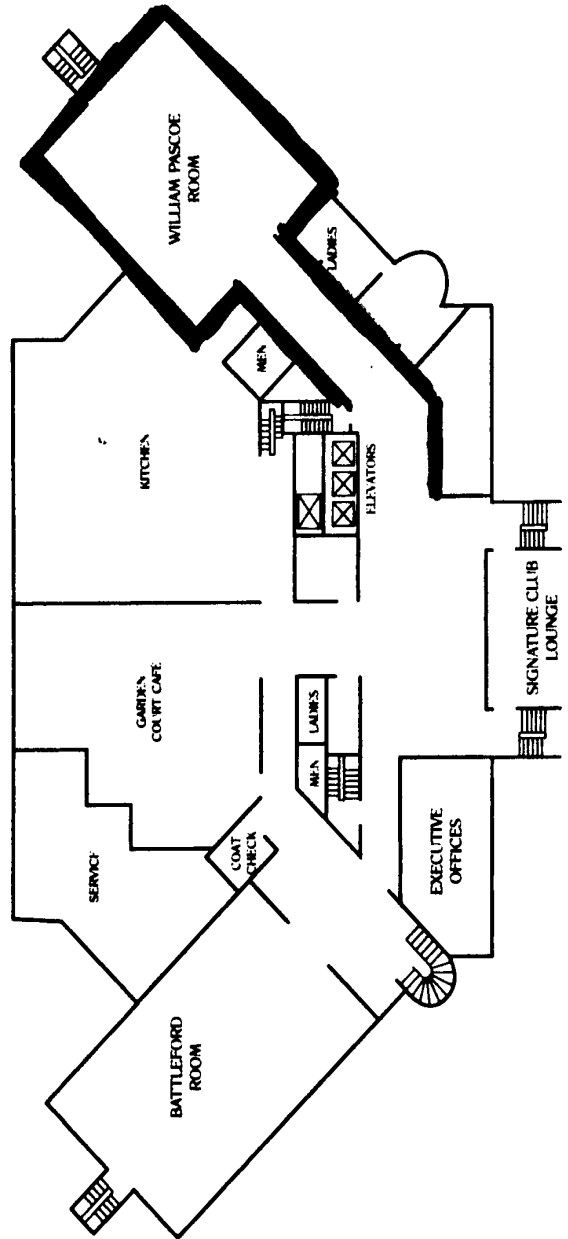 BATTLEFORD
ROOM
SERVICE
COAT
CHECK
GARDEN
COURT CAFE
KITCHEN
MEN
LADIES
EXECUTIVE
OFFICES
SIGNATURE CLUB
LOUNGE
ELEVATORS
MEN
LADIES
WILLIAM PASCOE
ROOM